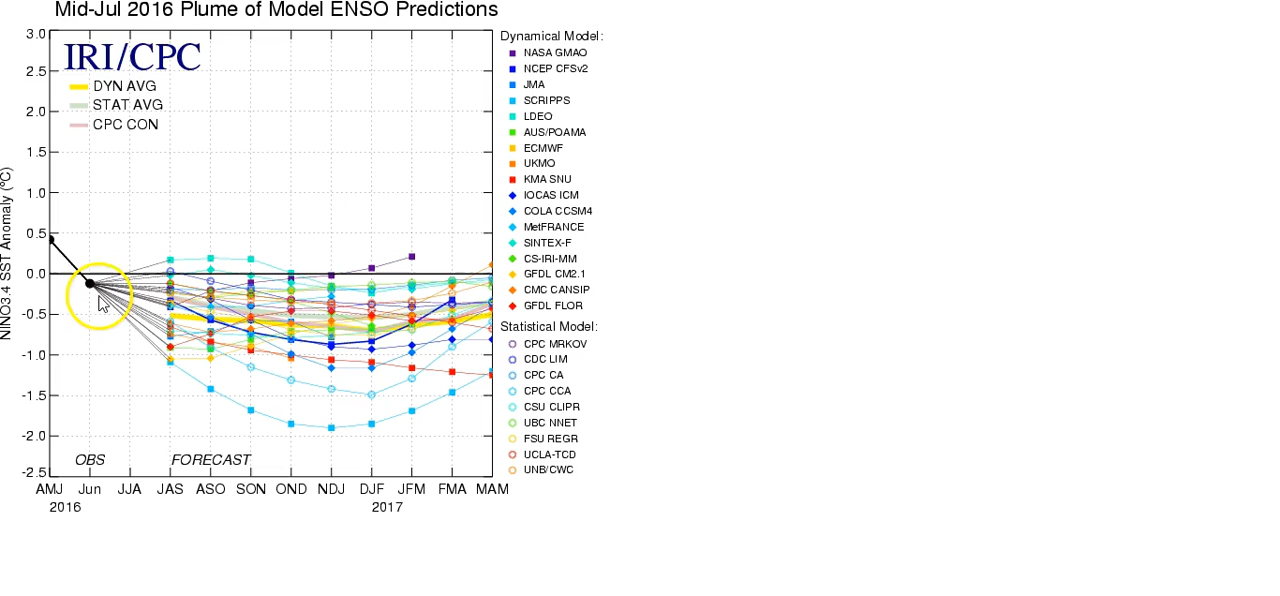 Mid-Jul 2016 Plume of Model ENSO Predictions
IRI/CPC
DYN AVG
STAT AVG
CPC CON
NINO3.4 SST Anomaly (ºC)
3.0
2.5
2.0
1.5
1.0
0.5
0.0
-0.5
-1.0
-1.5
-2.0
-2.5
OBS FORECAST
AMJ Jun JJA JAS ASO SON OND NDJ DJF JFM FMA MAM
2016 2017
Dynamical Model:
NASA GMAO
NCEP CFSv2
JMA
SCRIPPS
LDEO
AUS/POAMA
ECMWF
UKMO
KMA SNU
IOCAS ICM
COLA CCSM4
MetFRANCE
SINTEX-F
CS-IRI-MM
GFDL CM2.1
CMC CANSIP
GFDL FLOR
Statistical Model:
CPC MRKOV
CDC LIM
CPC CA
CPC CCA
CSU CLIPR
UBC NNET
FSU REGR
UCLA-TCD
UNB/CWC